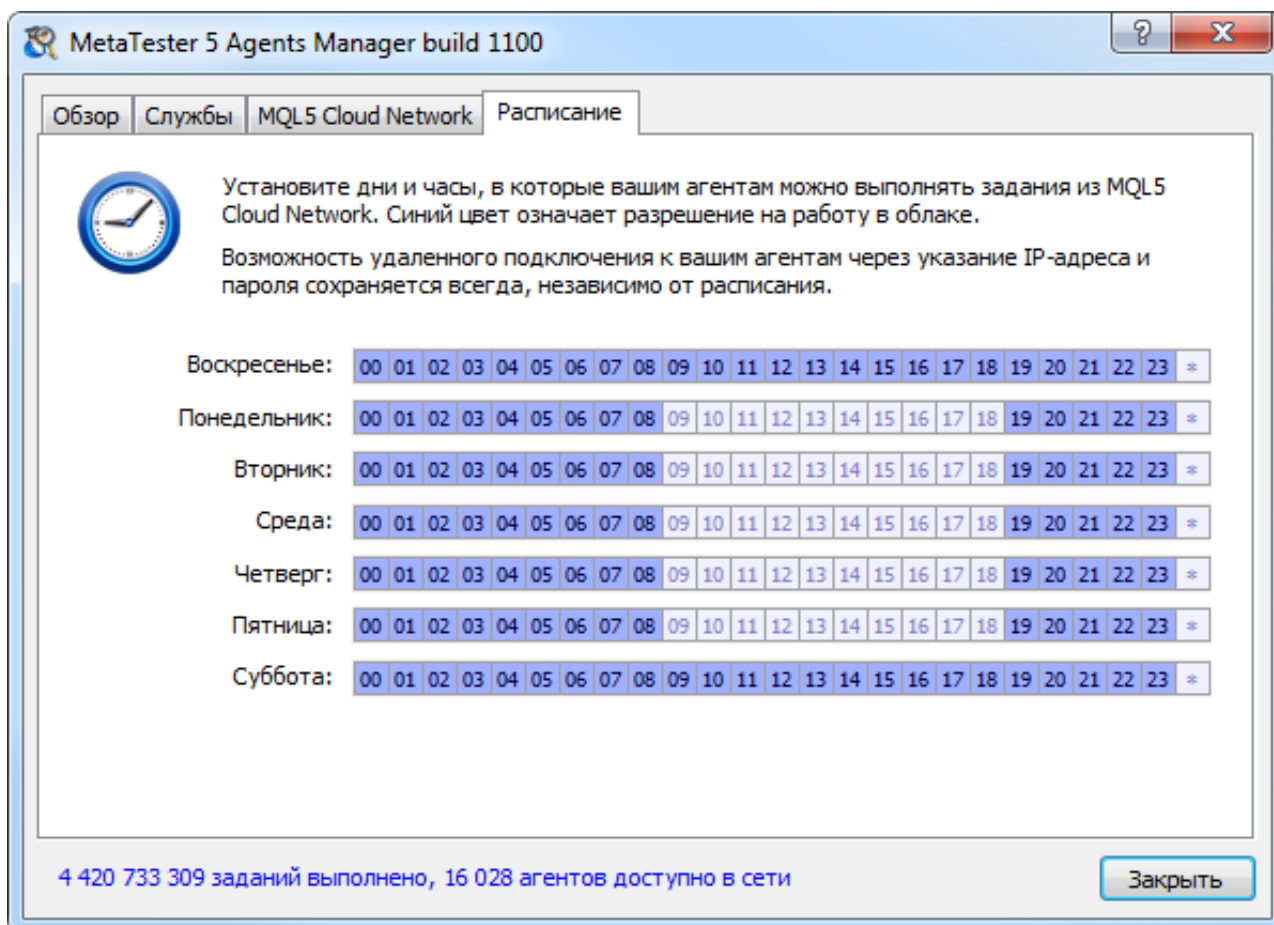 MetaTester 5 Agents Manager build 1100
Обзор Службы MQL5 Cloud Network Расписание
Установите дни и часы, в которые вашим агентам можно выполнять задания из MQL5
Cloud Network. Синий цвет означает разрешение на работу в облаке.
Возможность удаленного подключения к вашим агентам через указание IP-адреса и
пароля сохраняется всегда, независимо от расписания.
Воскресенье: 00 01 02 03 04 05 06 07 08 09 10 11 12 13 14 15 16 17 18 19 20 21 22 23 *
Понедельник: 00 01 02 03 04 05 06 07 08 09 10 11 12 13 14 15 16 17 18 19 20 21 22 23 *
Вторник: 00 01 02 03 04 05 06 07 08 09 10 11 12 13 14 15 16 17 18 19 20 21 22 23 *
Среда: 00 01 02 03 04 05 06 07 08 09 10 11 12 13 14 15 16 17 18 19 20 21 22 23 *
Четверг: 00 01 02 03 04 05 06 07 08 09 10 11 12 13 14 15 16 17 18 19 20 21 22 23 *
Пятница: 00 01 02 03 04 05 06 07 08 09 10 11 12 13 14 15 16 17 18 19 20 21 22 23 *
Суббота: 00 01 02 03 04 05 06 07 08 09 10 11 12 13 14 15 16 17 18 19 20 21 22 23 *
4 420 733 309 заданий выполнено, 16 028 агентов доступно в сети
Закрыть